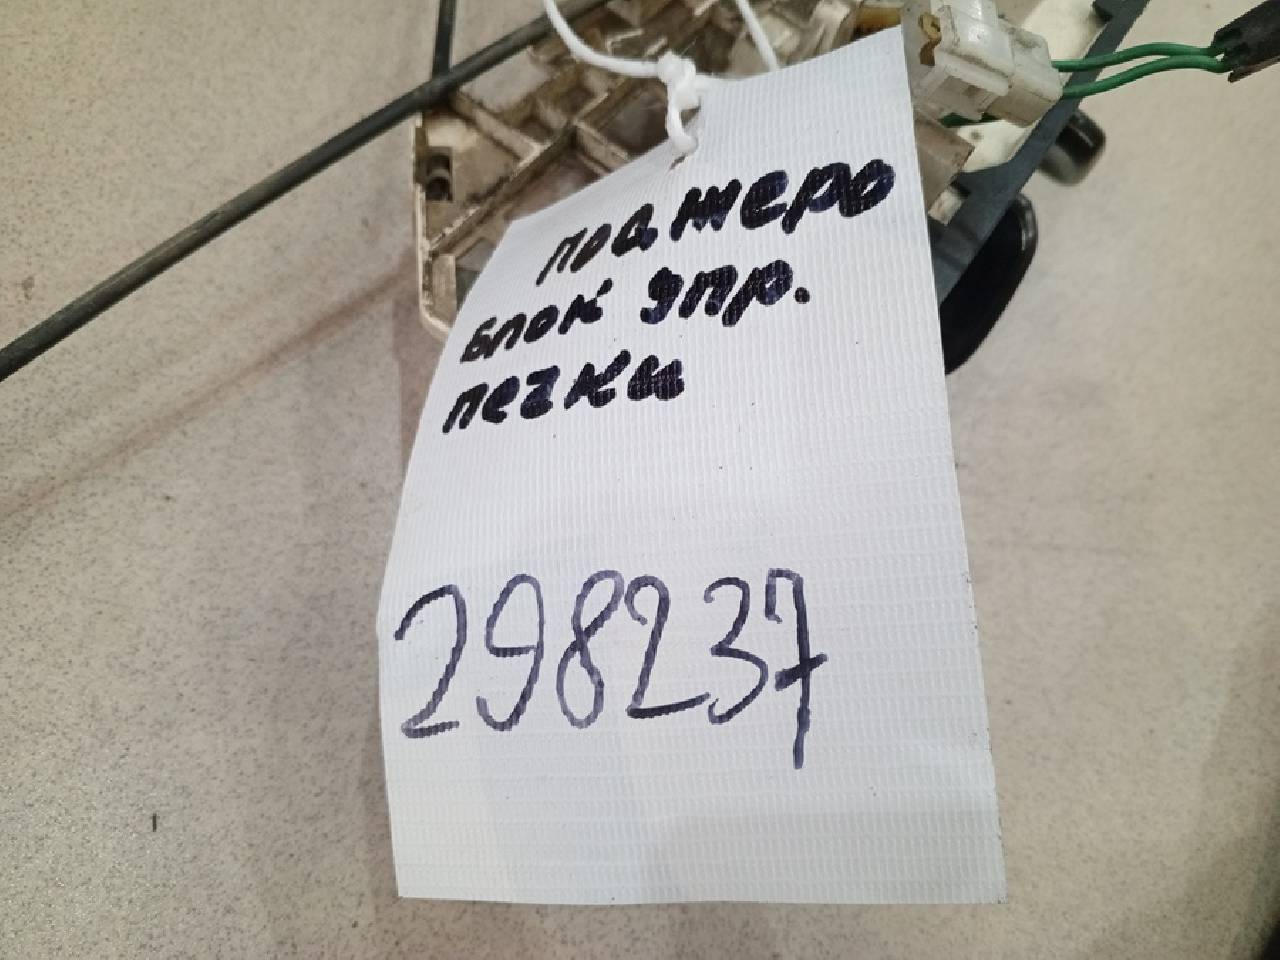 паджеро
блок упр.
печки
298237